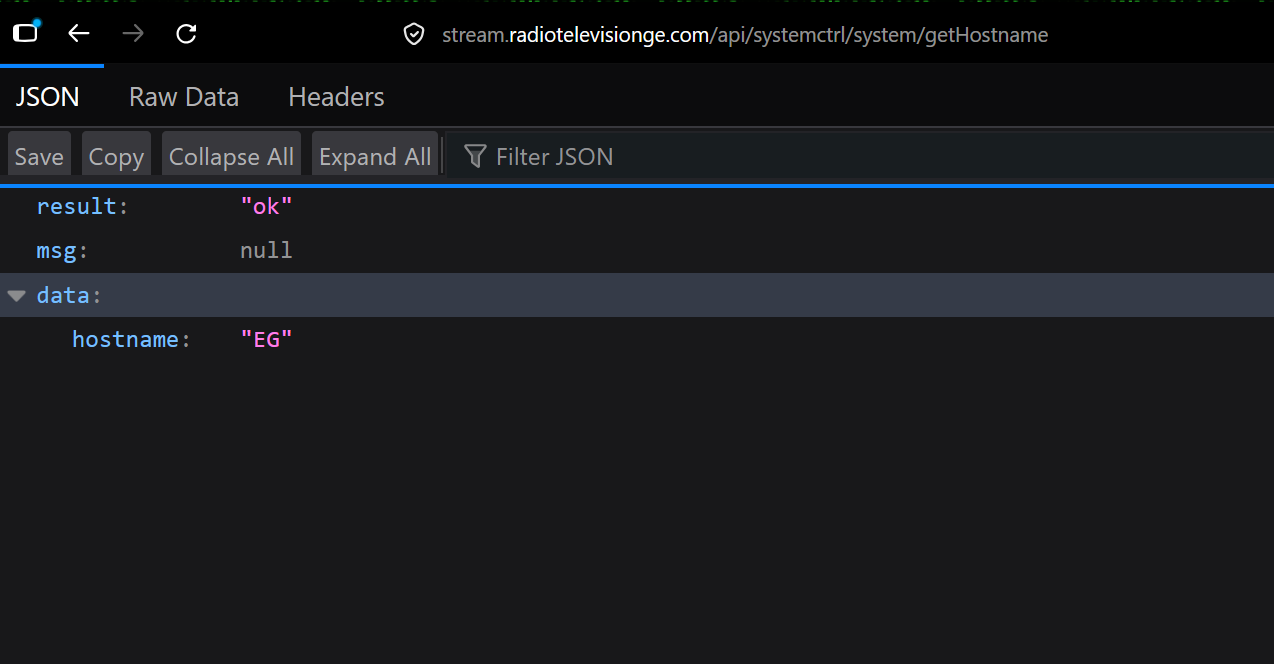 stream.radiotelevisionge.com/api/systemctrl/system/getHostname
JSON Raw Data Headers
Save Copy Collapse All Expand All Filter JSON
result: "ok"
msg: null
data:
hostname: "EG"